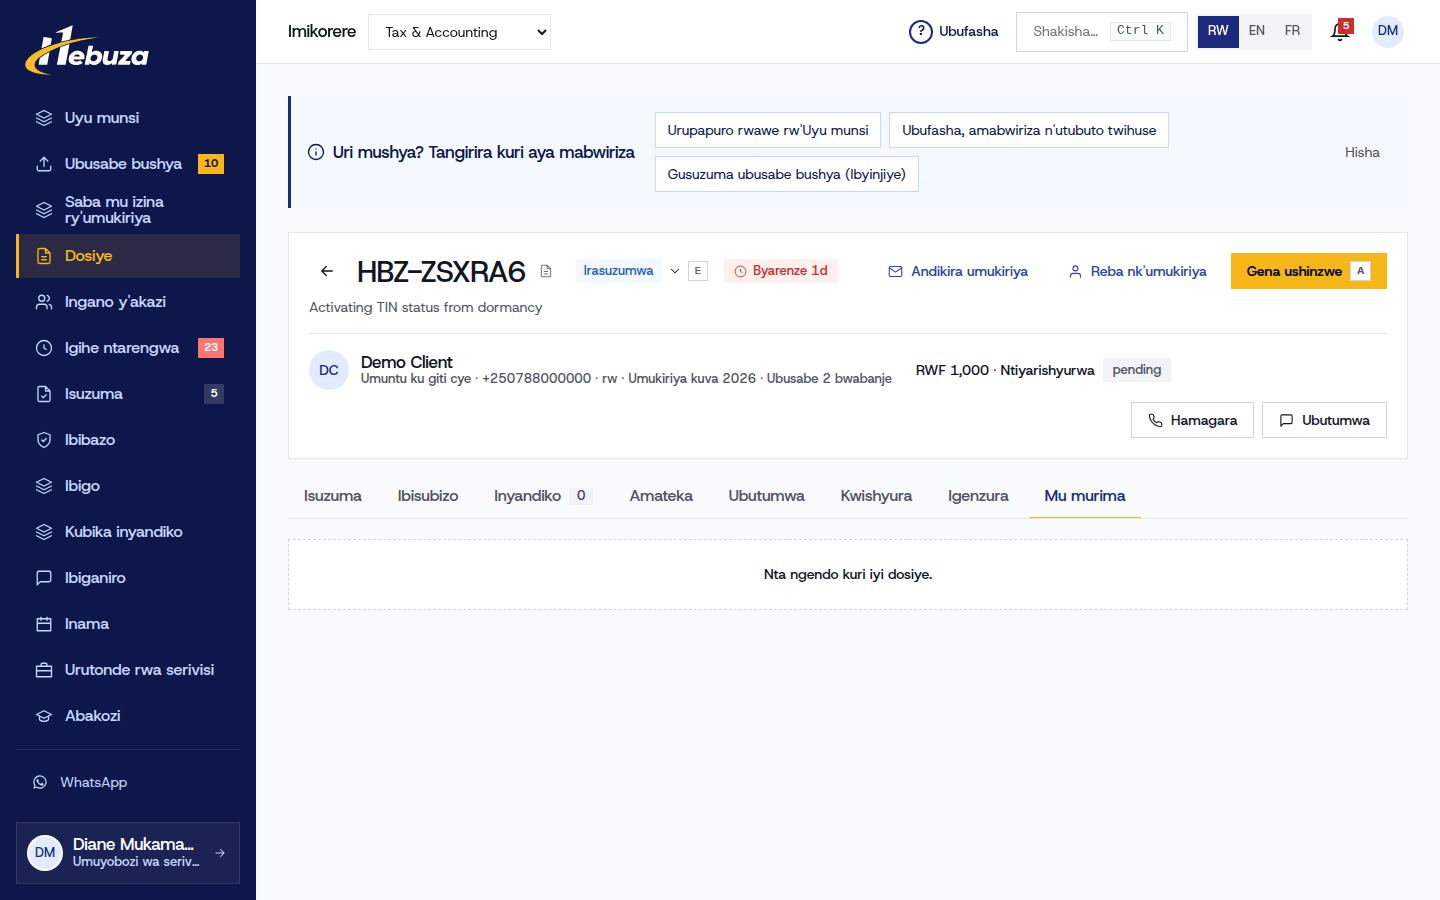 Hebuza
Uyu munsi
Ubusabe bushya 10
Saba mu izina
ry'umukiriya
Dosiye
Ingano y'akazi
Igihe ntarengwa 23
Isuzuma 5
Ibibazo
Ibigo
Kubika inyandiko
Ibiganiro
Inama
Urutonde rwa serivisi
Abakozi
WhatsApp
DM Diane Mukama...
Umuyobozi wa seriv...
Imikorere Tax & Accounting ? Ubufasha Shakisha... Ctrl K RW EN FR 5 DM
Uri mushya? Tangirira kuri aya mabwiriza
Urupapuro rwawe rw'Uyu munsi Ubufasha, amabwiriza n'utubuto twihuse
Gusuzuma ubusabe bushya (Ibyinjiye)
Hisha
HBZ-ZSXRA6 Irasuzumwa E Byarenze 1d Andikira umukiriya Reba nk'umukiriya Gena ushinzwe A
Activating TIN status from dormancy
DC Demo Client
Umuntu ku giti cye · +250788000000 · rw · Umukiriya kuva 2026 · Ubusabe 2 bwabanje
RWF 1,000 · Ntiyarishyurwa pending
Hamagara Ubutumwa
Isuzuma Ibisubizo Inyandiko 0 Amateka Ubutumwa Kwishyura Igenzura Mu murima
Nta ngendo kuri iyi dosiye.